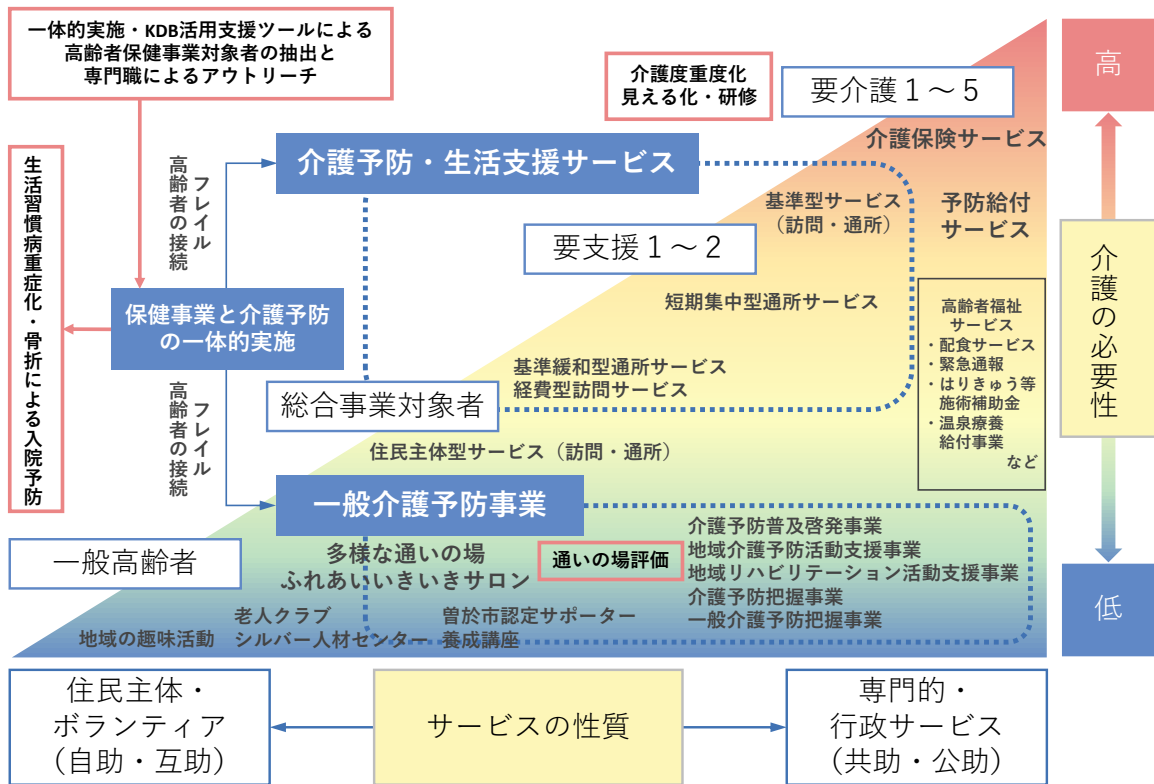 一体的実施・KDB活用支援ツールによる
高齢者保健事業対象者の抽出と
専門職によるアウトリーチ
介護度重度化
見える化・研修
要介護１～５
高
介護保険サービス
生活習慣病重症化・骨折による入院予防
フレイル
高齢者の接続
介護予防・生活支援サービス
基準型サービス
（訪問・通所）
予防給付
サービス
要支援１～２
介護の必要性
保健事業と介護予防
の一体的実施
短期集中型通所サービス
高齢者福祉
サービス
・配食サービス
・緊急通報
・はりきゅう等
施術補助金
・温泉療養
給付事業
など
基準緩和型通所サービス
経費型訪問サービス
総合事業対象者
フレイル
高齢者の接続
住民主体型サービス（訪問・通所）
一般介護予防事業
一般高齢者
多様な通いの場
ふれあいいきいきサロン
通いの場評価
介護予防普及啓発事業
地域介護予防活動支援事業
地域リハビリテーション活動支援事業
介護予防把握事業
一般介護予防把握事業
低
地域の趣味活動
老人クラブ
シルバー人材センター
曽於市認定サポーター
養成講座
住民主体・
ボランティア
（自助・互助）
サービスの性質
専門的・
行政サービス
（共助・公助）